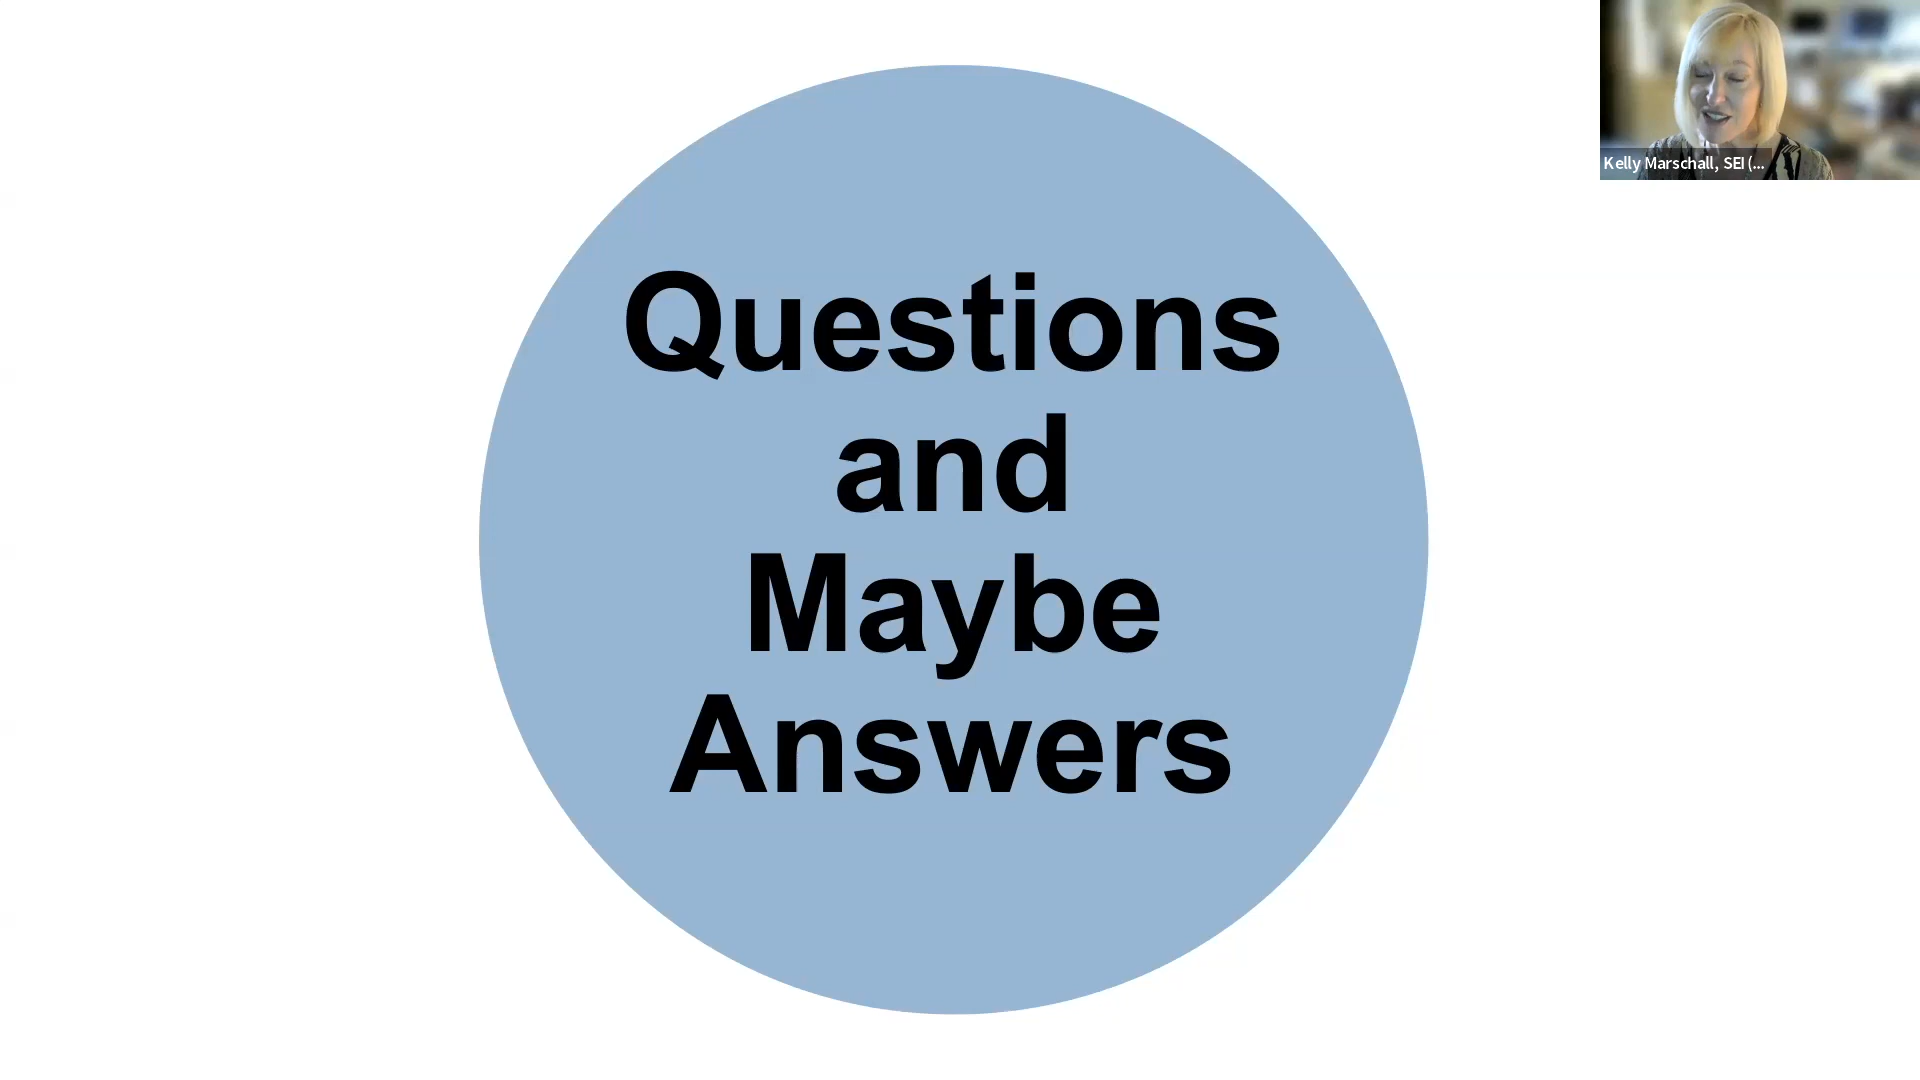 Questions
and
Maybe
Answers
Kelly Marschall, SEI (...